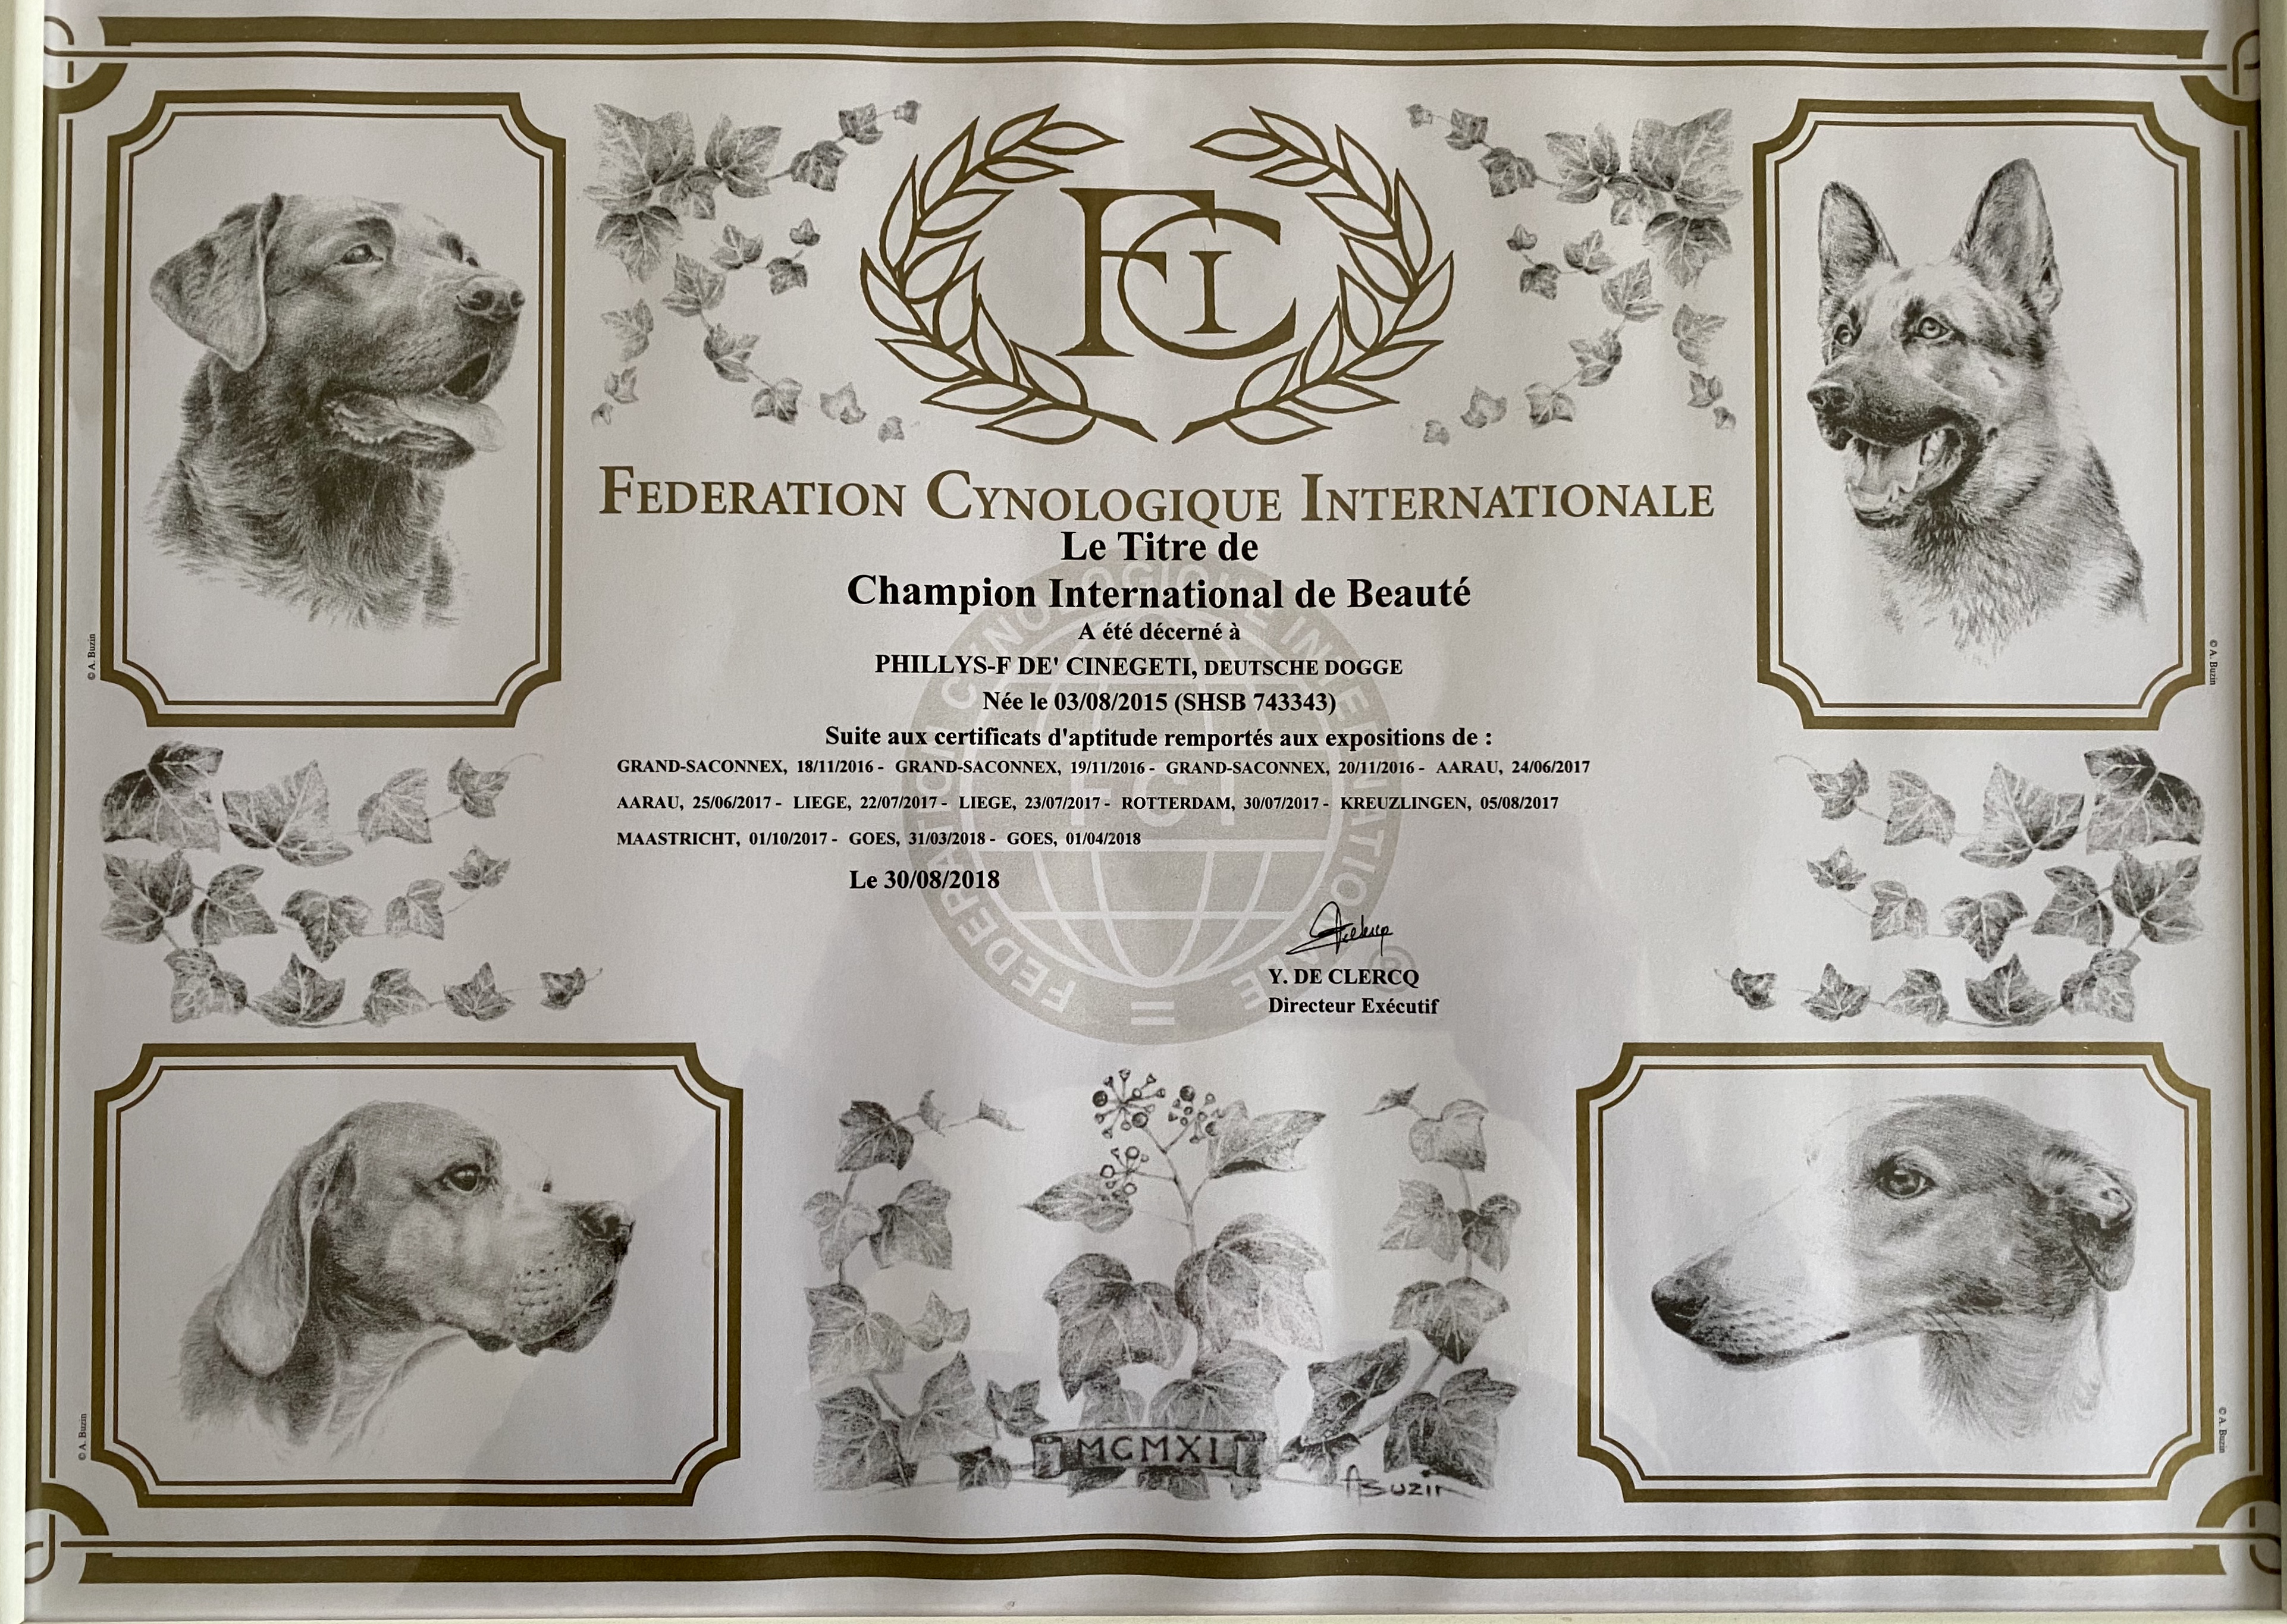 FCI
FEDERATION CYNOLOGIQUE INTERNATIONALE
Le Titre de
Champion International de Beauté
A été décerné à
PHILLYS-F DE' CINEGETI, DEUTSCHE DOGGE
Née le 03/08/2015 (SHSB 743343)
Suite aux certificats d'aptitude remportés aux expositions de :
GRAND-SACONNEX, 18/11/2016 - GRAND-SACONNEX, 19/11/2016 - GRAND-SACONNEX, 20/11/2016 - AARAU, 24/06/2017
AARAU, 25/06/2017 - LIEGE, 22/07/2017 - LIEGE, 23/07/2017 - ROTTERDAM, 30/07/2017 - KREUZLINGEN, 05/08/2017
MAASTRICHT, 01/10/2017 - GOES, 31/03/2018 - GOES, 01/04/2018
Le 30/08/2018
Y. DE CLERCQ
Directeur Exécutif
FEDERATION CYNOLOGIQUE INTERNATIONALE
FCI
© A. Buzin
© A. Buzin
© A. Buzin
© A. Buzin
MCMXI
ABuzin